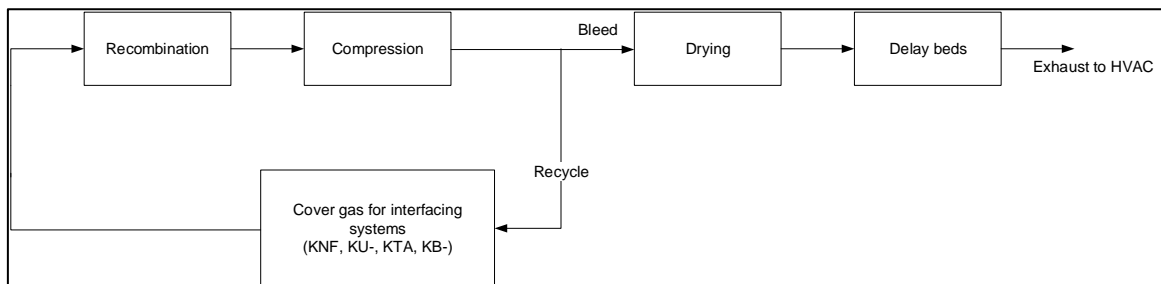 Bleed
Recombination
Compression
Drying
Delay beds
Exhaust to HVAC
Recycle
Cover gas for interfacing
systems
(KNF, KU-, KTA, KB-)